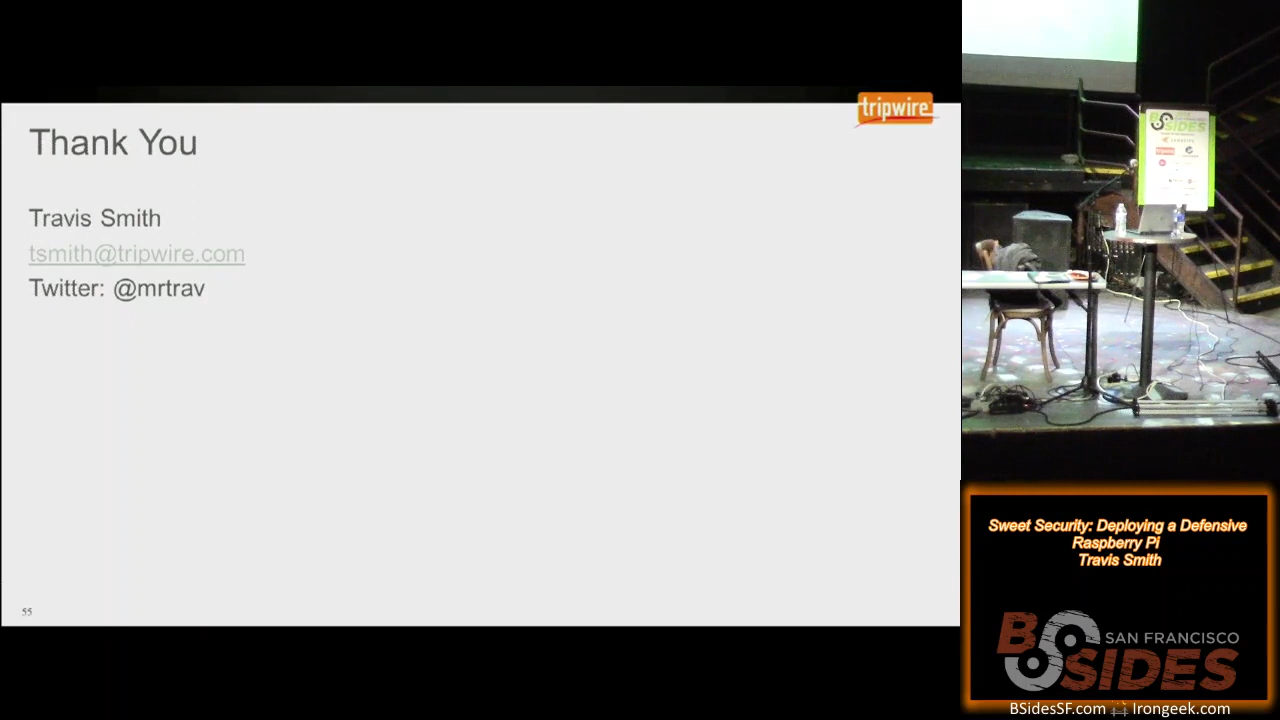 Thank You
tripwire
Travis Smith
tsmith@tripwire.com
Twitter: @mrtrav
55
BSIDES
Sweet Security: Deploying a Defensive
Raspberry Pi
Travis Smith
BSIDES
SAN FRANCISCO
BSidesSF.com Irongeek.com